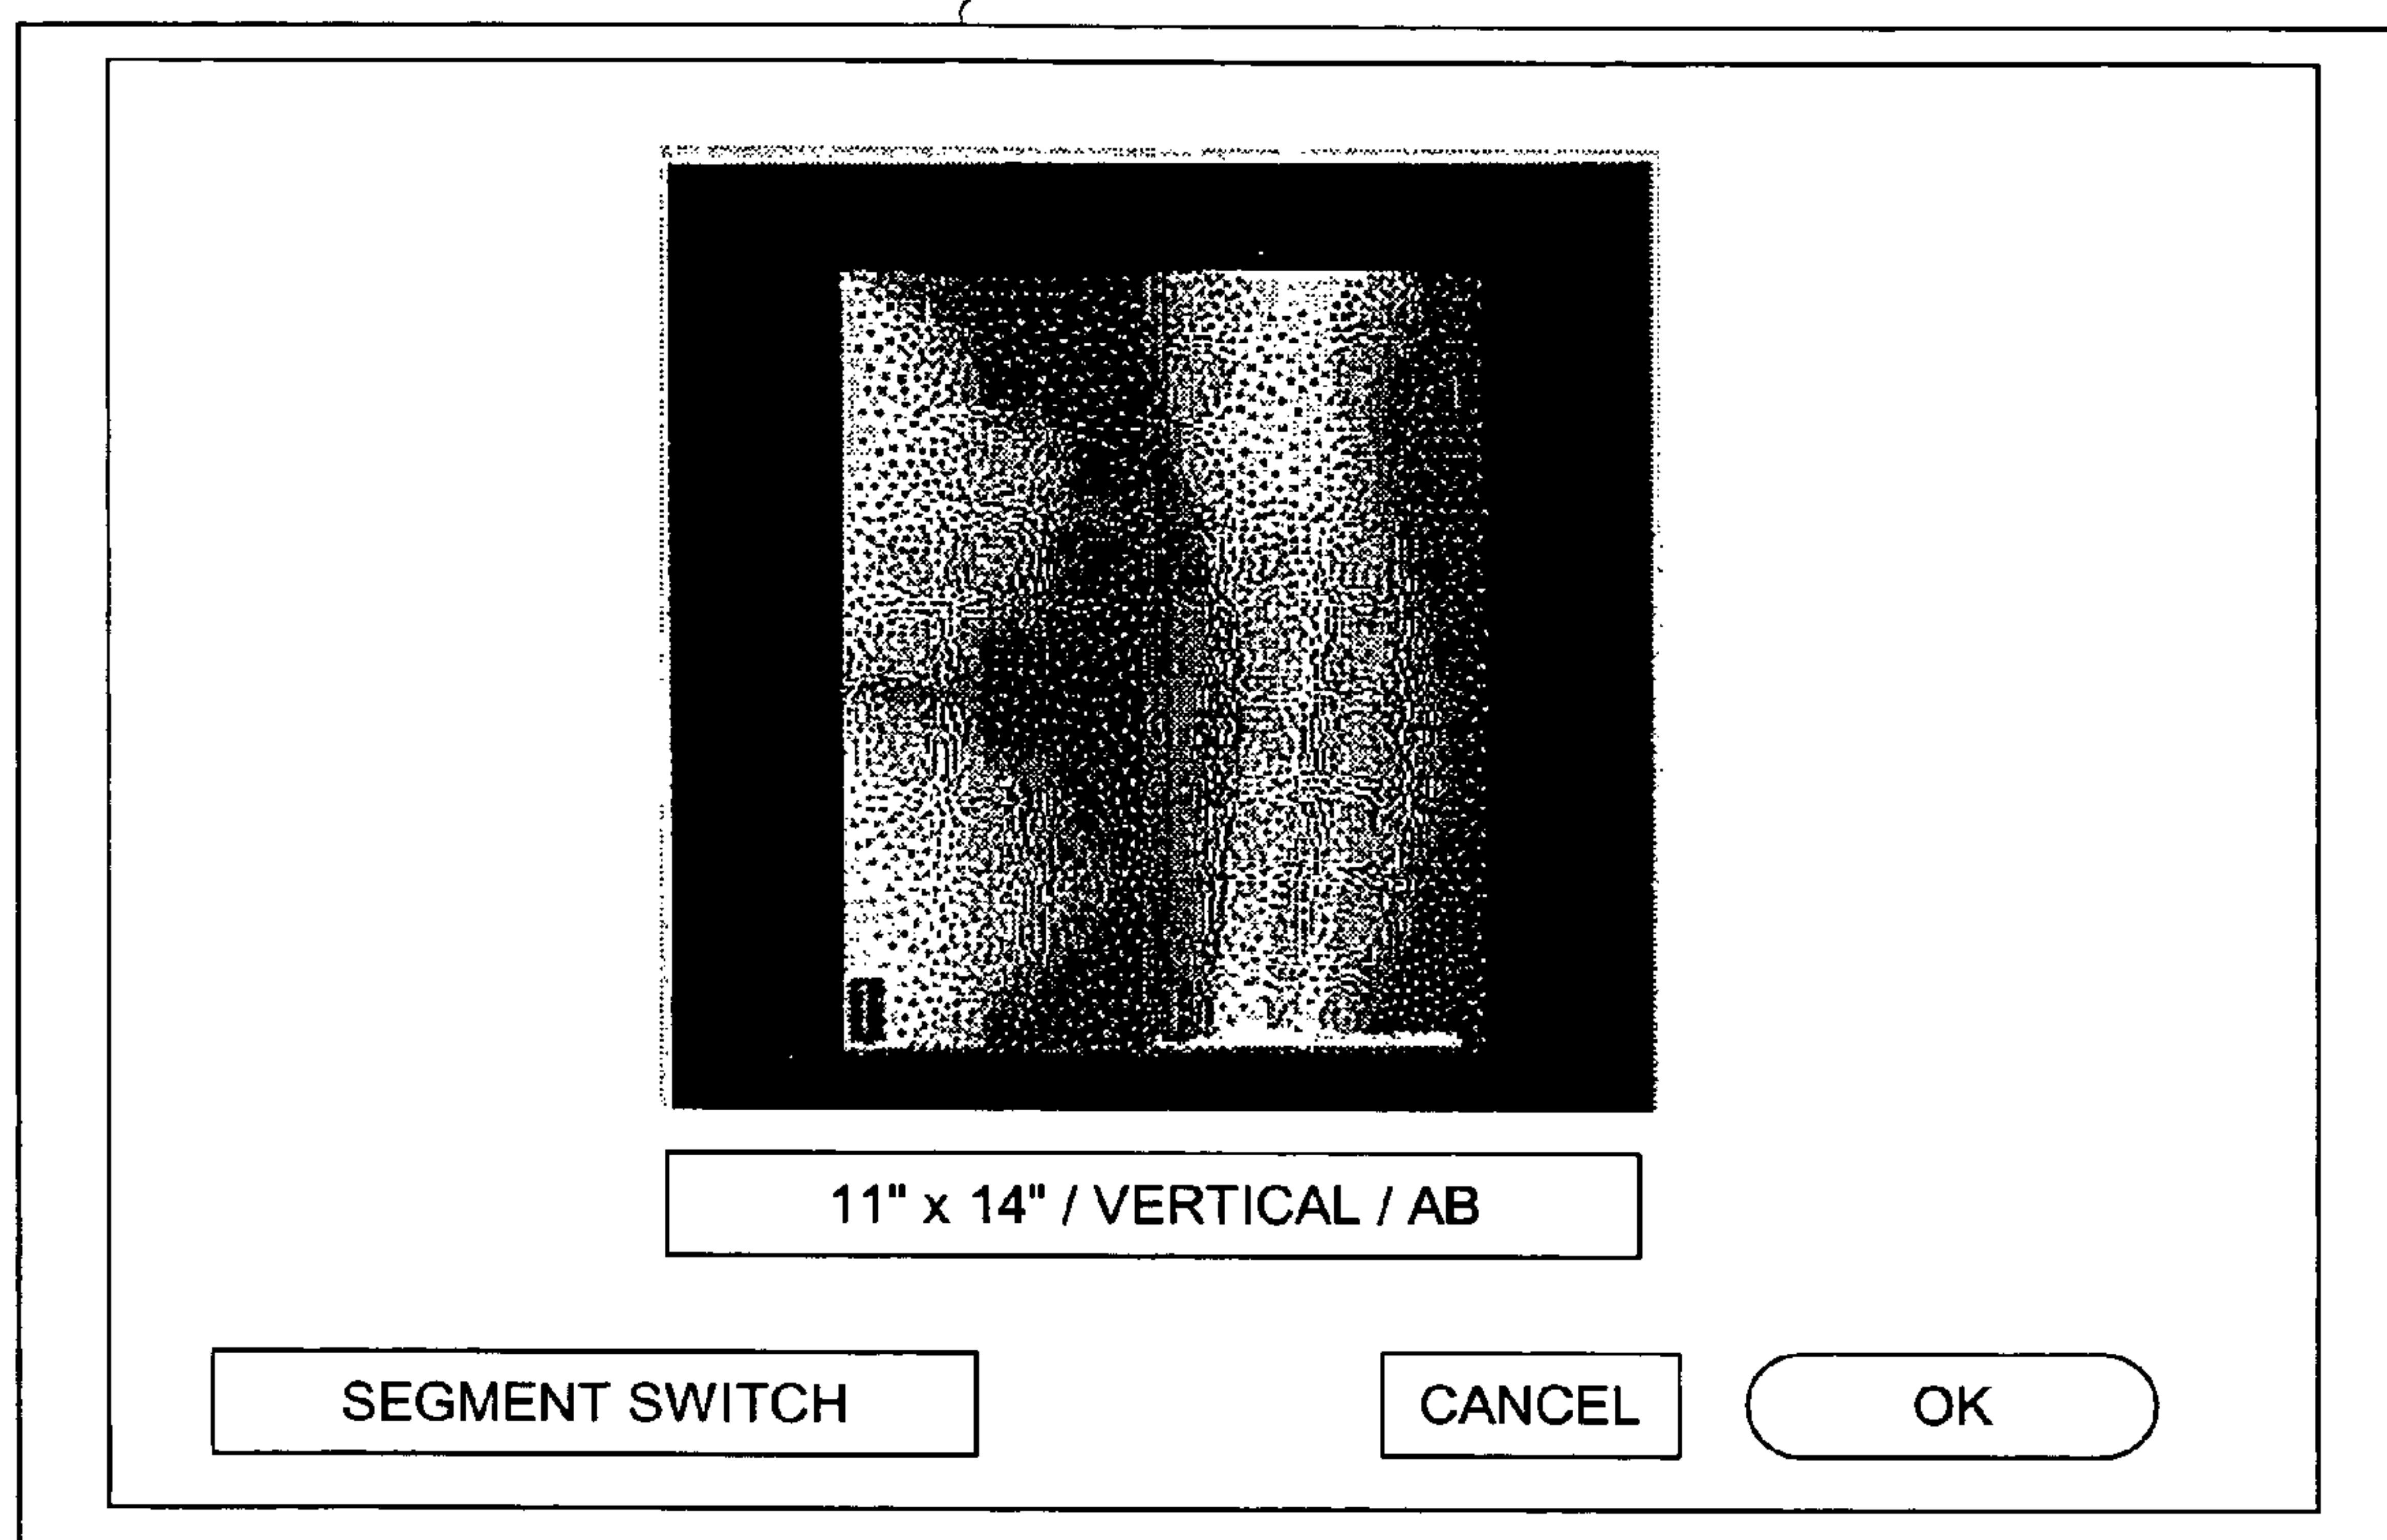 11" x 14" / VERTICAL / AB
SEGMENT SWITCH
CANCEL
OK